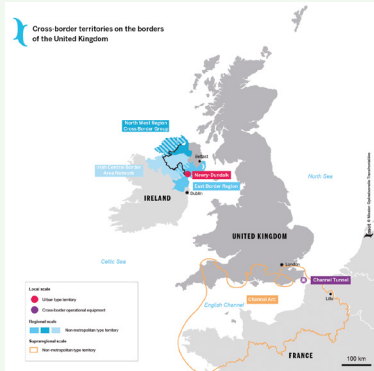 Cross-border territories on the borders
of the United Kingdom
North West Region
Cross Border Group
Belfast
Area Network
Newry-Dundalk
East Border Region
Dublin
IRELAND
North Sea
UNITED KINGDOM
Celtic Sea
London
Channel Tunnel
Channel Arc
Lille
English Channel
FRANCE
100 km
Local scale
Urban type territory
Cross-border operational equipment
Regional scale
Non-metropolitan type territory
Supraregional scale
Non-metropolitan type territory